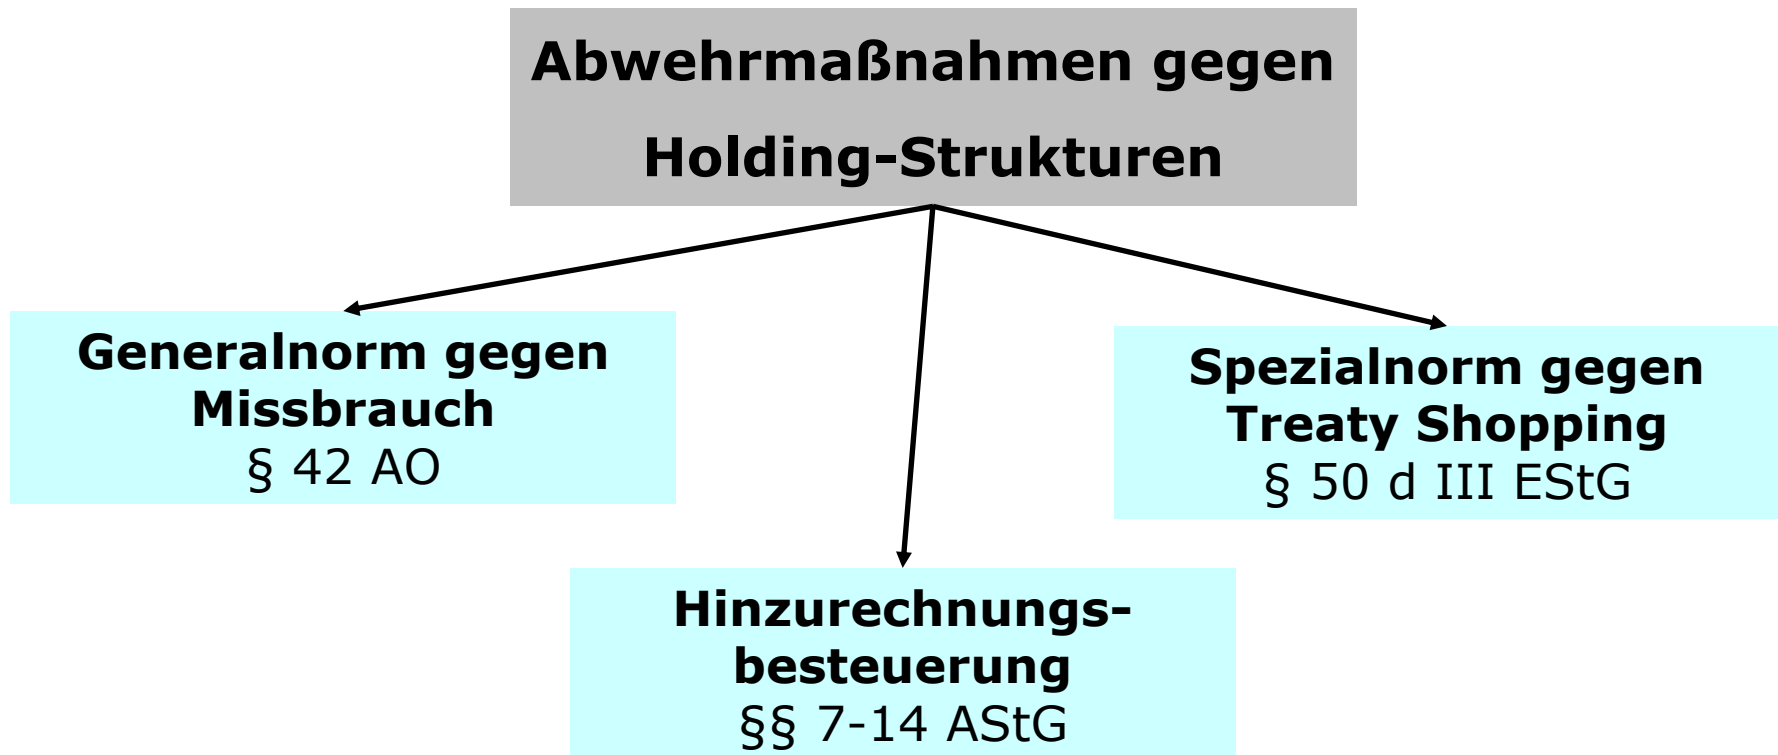 Abwehrmaßnahmen gegen
Holding-Strukturen
Generalnorm gegen
Missbrauch
§ 42 AO
Spezialnorm gegen
Treaty Shopping
§ 50 d III EStG
Hinzurechnungs-
besteuerung
§§ 7-14 AStG